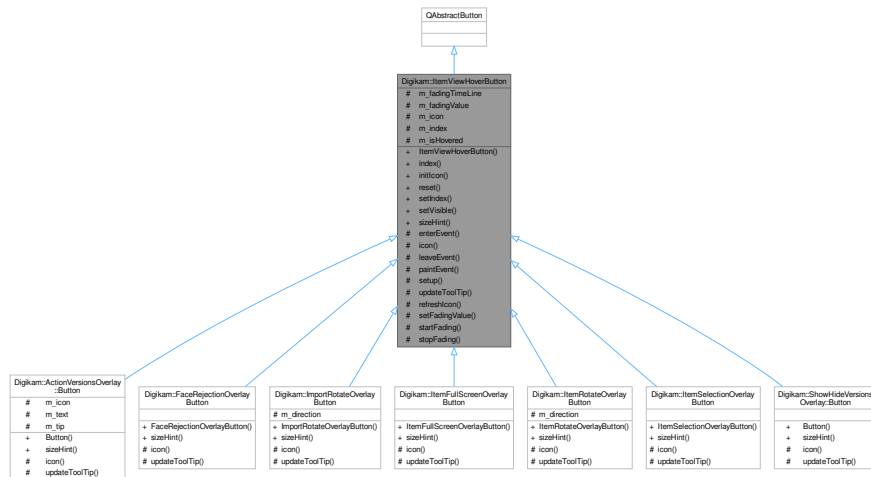 QAbstractButton
Digikam::ItemViewHoverButton
# m_fadingTimeLine
# m_fadingValue
# m_icon
# m_index
# m_isHovered
+ ItemViewHoverButton()
+ index()
+ initIcon()
+ reset()
+ setIndex()
+ setVisible()
+ sizeHint()
# enterEvent()
# icon()
# leaveEvent()
# paintEvent()
# setup()
# updateToolTip()
# refreshIcon()
# setFadingValue()
# startFading()
# stopFading()
Digikam::ActionVersionsOverlay
::Button
# m_icon
# m_text
# m_tip
+ Button()
+ sizeHint()
# icon()
# updateToolTip()
Digikam::FaceRejectionOverlay
Button
+ FaceRejectionOverlayButton()
+ sizeHint()
# icon()
# updateToolTip()
Digikam::ImportRotateOverlay
Button
# m_direction
+ ImportRotateOverlayButton()
+ sizeHint()
# icon()
# updateToolTip()
Digikam::ItemFullScreenOverlay
Button
+ ItemFullScreenOverlayButton()
+ sizeHint()
# icon()
# updateToolTip()
Digikam::ItemRotateOverlay
Button
# m_direction
+ ItemRotateOverlayButton()
+ sizeHint()
# icon()
# updateToolTip()
Digikam::ItemSelectionOverlay
Button
+ ItemSelectionOverlayButton()
+ sizeHint()
# icon()
# updateToolTip()
Digikam::ShowHideVersions
Overlay::Button
+ Button()
+ sizeHint()
# icon()
# updateToolTip()